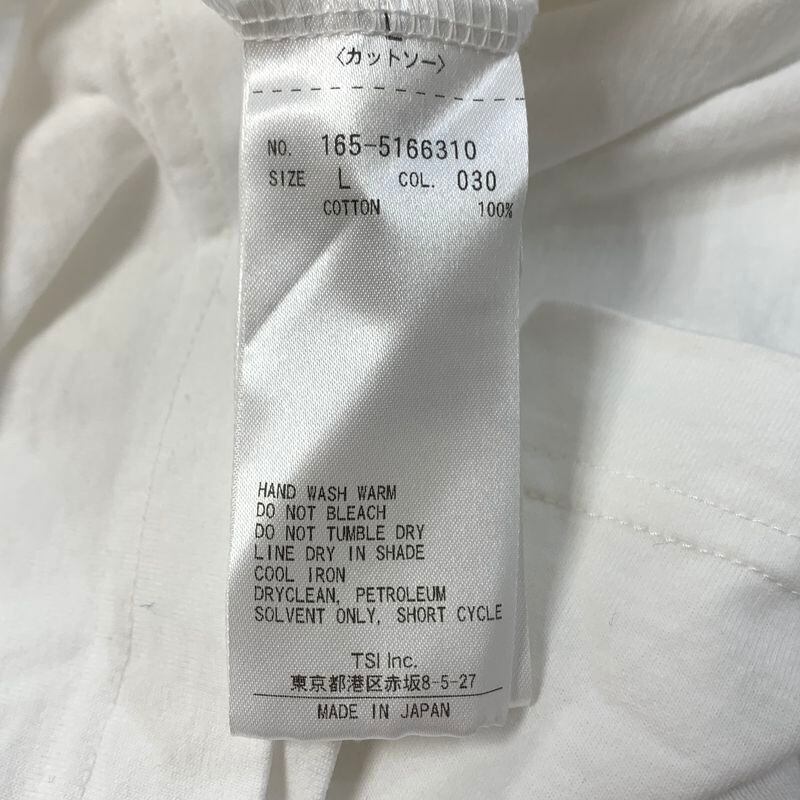 L
〈カットソー〉
NO. 165-5166310
SIZE L COL. 030
COTTON 100%
HAND WASH WARM
DO NOT BLEACH
DO NOT TUMBLE DRY
LINE DRY IN SHADE
COOL IRON
DRYCLEAN, PETROLEUM
SOLVENT ONLY, SHORT CYCLE
TSI Inc.
東京都港区赤坂8-5-27
MADE IN JAPAN